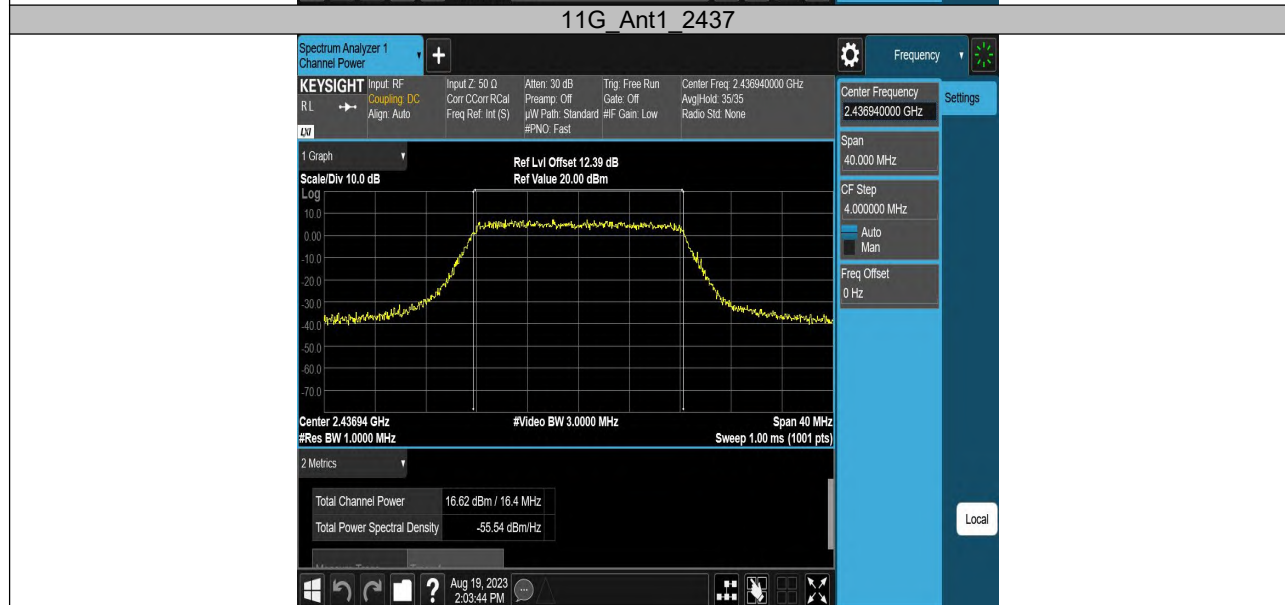 11G_Ant1_2437
Spectrum Analyzer 1
Channel Power
+
Frequency
KEYSIGHT
RL
LXI
Input: RF
Coupling: DC
Align: Auto
Input Z: 50 Ω
Corr CCorr RCal
Freq Ref: Int (S)
Atten: 30 dB
Preamp: Off
µW Path: Standard
#PNO: Fast
Trig: Free Run
Gate: Off
#IF Gain: Low
Center Freq: 2.436940000 GHz
Avg|Hold: 35/35
Radio Std: None
Center Frequency
2.436940000 GHz
Settings
Span
40.000 MHz
CF Step
4.000000 MHz
Auto
Man
Freq Offset
0 Hz
1 Graph
Scale/Div 10.0 dB
Ref Lvl Offset 12.39 dB
Ref Value 20.00 dBm
Log
10.0
0.00
-10.0
-20.0
-30.0
-40.0
-50.0
-60.0
-70.0
Center 2.43694 GHz
#Res BW 1.0000 MHz
#Video BW 3.0000 MHz
Span 40 MHz
Sweep 1.00 ms (1001 pts)
2 Metrics
Total Channel Power 16.62 dBm / 16.4 MHz
Total Power Spectral Density -55.54 dBm/Hz
Local
?
Aug 19, 2023
2:03:44 PM